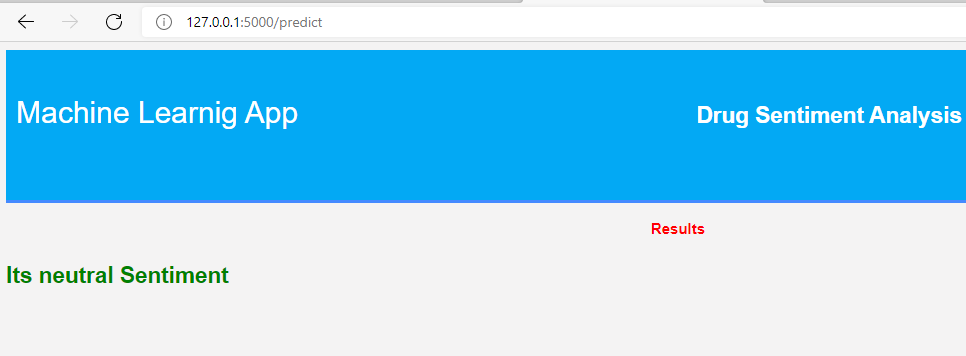 127.0.0.1:5000/predict
Machine Learnig App
Drug Sentiment Analysis
Results
Its neutral Sentiment